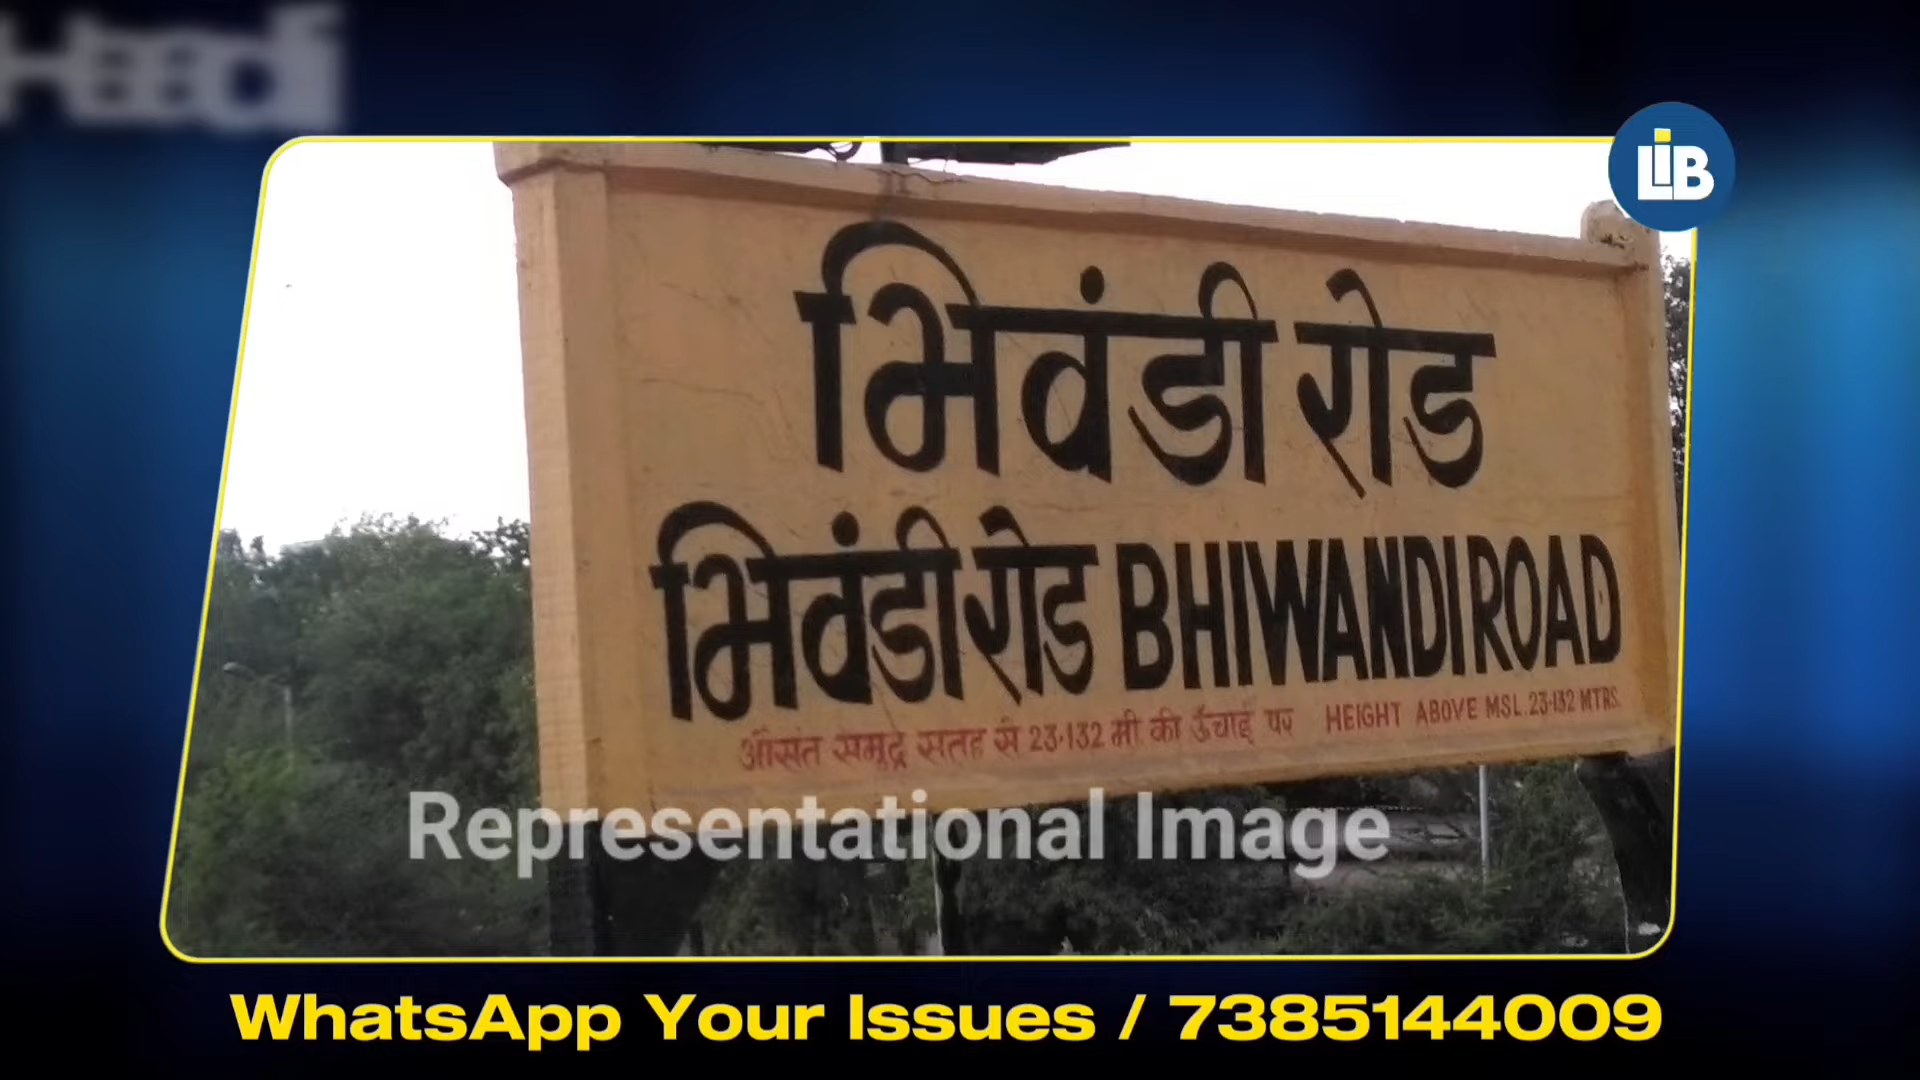 Haadi
LiB
भिवंडी रोड
भिवंडी रोड BHIWANDI ROAD
औसत समुद्र सतह से 23.132 मी की ऊँचाई पर HEIGHT ABOVE MSL. 23.132 MTRS.
Representational Image
WhatsApp Your Issues / 7385144009